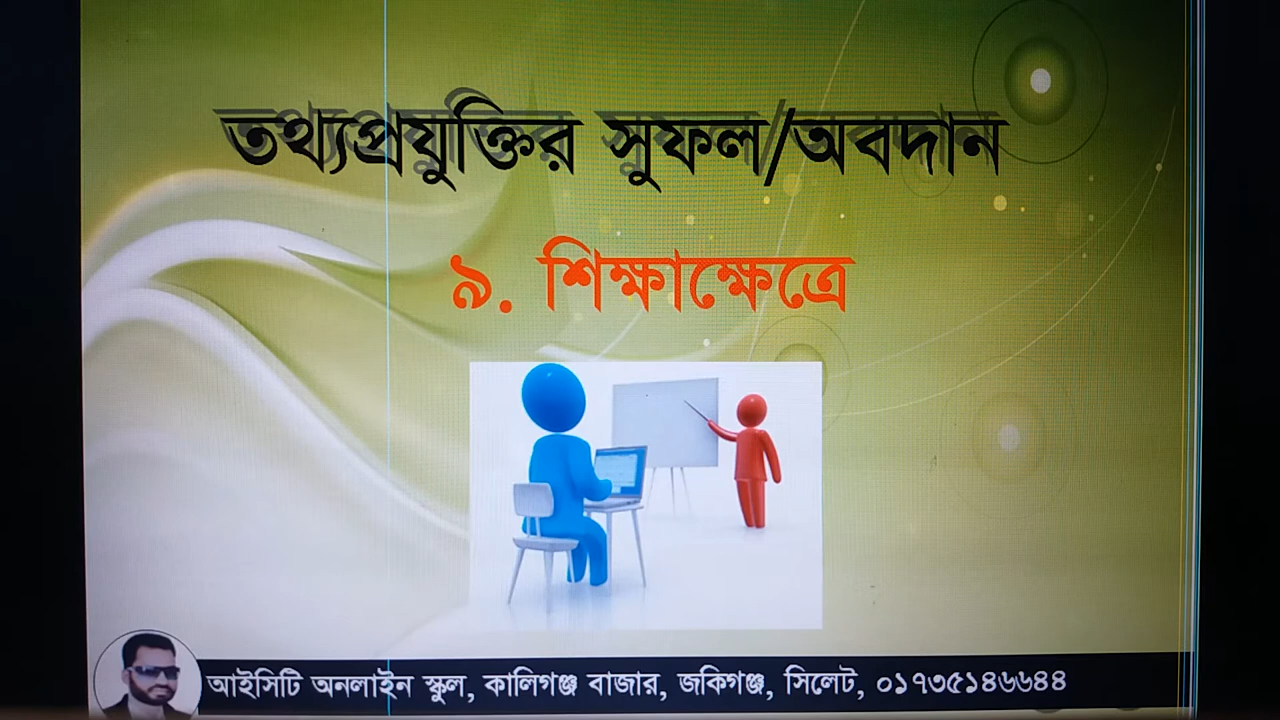 তথ্যপ্রযুক্তির সুফল/অবদান
৯. শিক্ষাক্ষেত্রে
আইসিটি অনলাইন স্কুল, কালিগঞ্জ বাজার, জকিগঞ্জ, সিলেট, ০১৭৩৫১৪৬৬৪৪